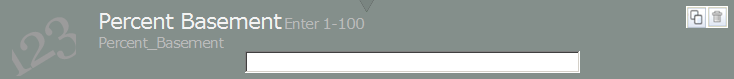 123
Percent Basement Enter 1-100
Percent_Basement